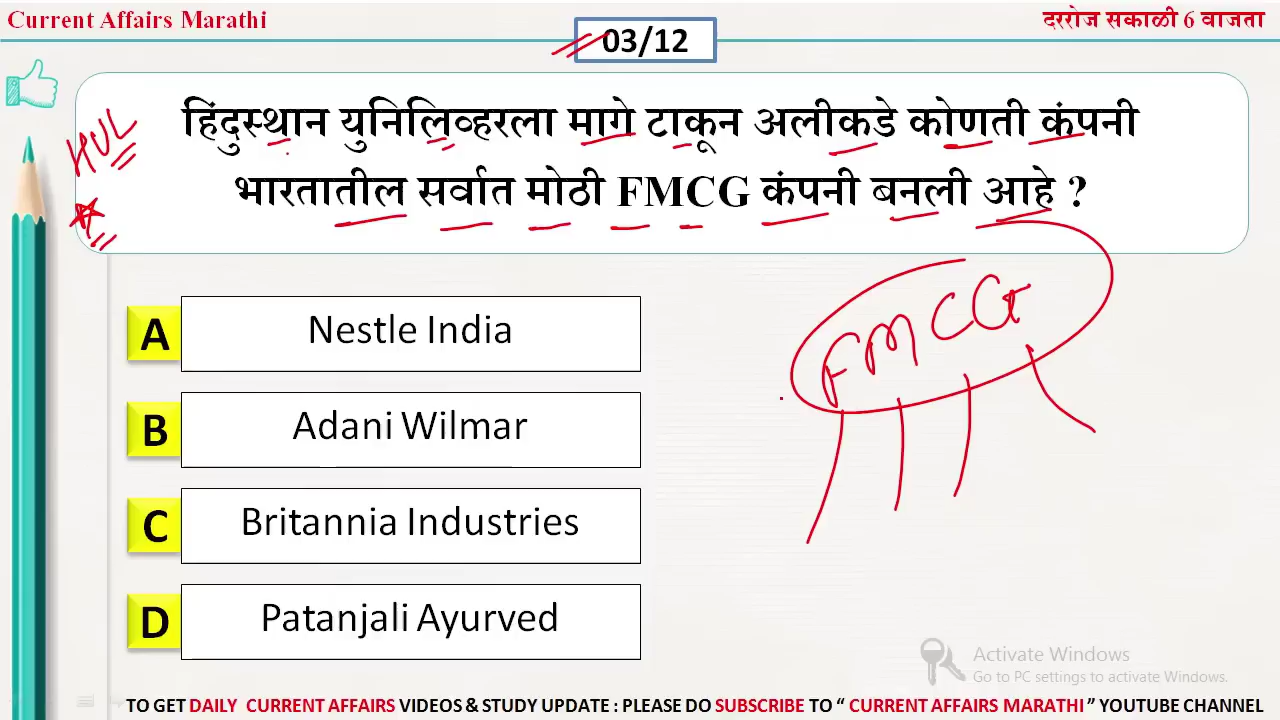 Current Affairs Marathi
दररोज सकाळी 6 वाजता
03/12
HUL
हिंदुस्थान युनिलिव्हरला मागे टाकून अलीकडे कोणती कंपनी
भारतातील सर्वात मोठी FMCG कंपनी बनली आहे ?
FMCG
A Nestle India
B Adani Wilmar
C Britannia Industries
D Patanjali Ayurved
Activate Windows
Go to PC settings to activate Windows.
TO GET DAILY CURRENT AFFAIRS VIDEOS & STUDY UPDATE : PLEASE DO SUBSCRIBE TO “ CURRENT AFFAIRS MARATHI ” YOUTUBE CHANNEL